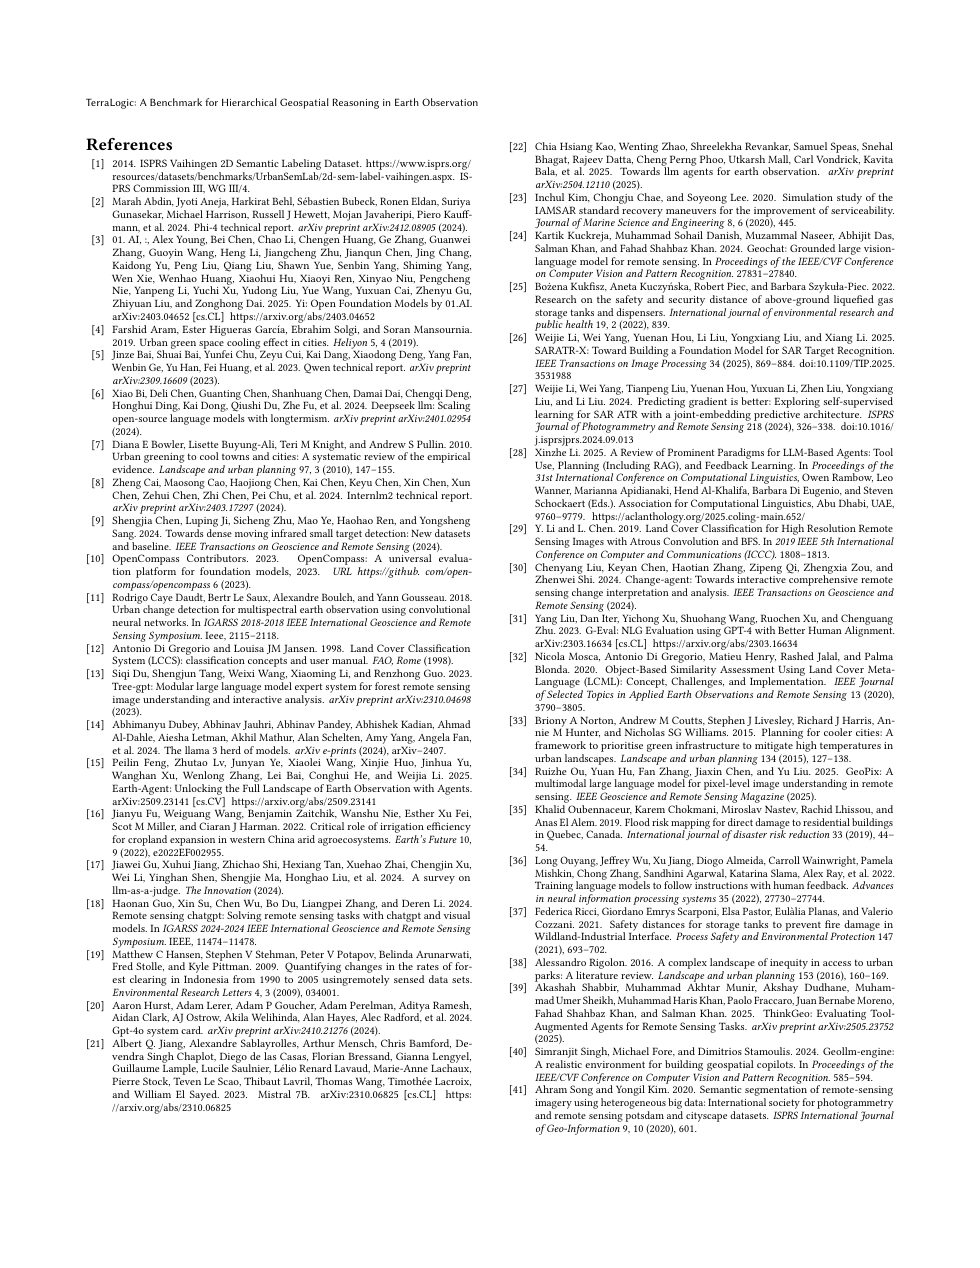 TerraLogic: A Benchmark for Hierarchical Geospatial Reasoning in Earth Observation
References
[1] 2014. ISPRS Vaihingen 2D Semantic Labeling Dataset. https://www.isprs.org/
resources/datasets/benchmarks/UrbanSemLab/2d-sem-label-vaihingen.aspx. IS-
PRS Commission III, WG III/4.
[2] Marah Abdin, Jyoti Aneja, Harkirat Behl, Sébastien Bubeck, Ronen Eldan, Suriya
Gunasekar, Michael Harrison, Russell J Hewett, Mojan Javaheripi, Piero Kauff-
mann, et al. 2024. Phi-4 technical report. arXiv preprint arXiv:2412.08905 (2024).
[3] 01. AI, :, Alex Young, Bei Chen, Chao Li, Chengen Huang, Ge Zhang, Guanwei
Zhang, Guoyin Wang, Heng Li, Jiangcheng Zhu, Jianqun Chen, Jing Chang,
Kaidong Yu, Peng Liu, Qiang Liu, Shawn Yue, Senbin Yang, Shiming Yang,
Wen Xie, Wenhao Huang, Xiaohui Hu, Xiaoyi Ren, Xinyao Niu, Pengcheng
Nie, Yanpeng Li, Yuchi Xu, Yudong Liu, Yue Wang, Yuxuan Cai, Zhenyu Gu,
Zhiyuan Liu, and Zonghong Dai. 2025. Yi: Open Foundation Models by 01.AI.
arXiv:2403.04652 [cs.CL] https://arxiv.org/abs/2403.04652
[4] Farshid Aram, Ester Higueras García, Ebrahim Solgi, and Soran Mansournia.
2019. Urban green space cooling effect in cities. Heliyon 5, 4 (2019).
[5] Jinze Bai, Shuai Bai, Yunfei Chu, Zeyu Cui, Kai Dang, Xiaodong Deng, Yang Fan,
Wenbin Ge, Yu Han, Fei Huang, et al. 2023. Qwen technical report. arXiv preprint
arXiv:2309.16609 (2023).
[6] Xiao Bi, Deli Chen, Guanting Chen, Shanhuang Chen, Damai Dai, Chengqi Deng,
Honghui Ding, Kai Dong, Qiushi Du, Zhe Fu, et al. 2024. Deepseek llm: Scaling
open-source language models with longtermism. arXiv preprint arXiv:2401.02954
(2024).
[7] Diana E Bowler, Lisette Buyung-Ali, Teri M Knight, and Andrew S Pullin. 2010.
Urban greening to cool towns and cities: A systematic review of the empirical
evidence. Landscape and urban planning 97, 3 (2010), 147–155.
[8] Zheng Cai, Maosong Cao, Haojiong Chen, Kai Chen, Keyu Chen, Xin Chen, Xun
Chen, Zehui Chen, Zhi Chen, Pei Chu, et al. 2024. Internlm2 technical report.
arXiv preprint arXiv:2403.17297 (2024).
[9] Shengjia Chen, Luping Ji, Sicheng Zhu, Mao Ye, Haohao Ren, and Yongsheng
Sang. 2024. Towards dense moving infrared small target detection: New datasets
and baseline. IEEE Transactions on Geoscience and Remote Sensing (2024).
[10] OpenCompass Contributors. 2023. OpenCompass: A universal evalua-
tion platform for foundation models, 2023. URL https://github. com/open-
compass/opencompass 6 (2023).
[11] Rodrigo Caye Daudt, Bertr Le Saux, Alexandre Boulch, and Yann Gousseau. 2018.
Urban change detection for multispectral earth observation using convolutional
neural networks. In IGARSS 2018-2018 IEEE International Geoscience and Remote
Sensing Symposium. Ieee, 2115–2118.
[12] Antonio Di Gregorio and Louisa JM Jansen. 1998. Land Cover Classification
System (LCCS): classification concepts and user manual. FAO, Rome (1998).
[13] Siqi Du, Shengjun Tang, Weixi Wang, Xiaoming Li, and Renzhong Guo. 2023.
Tree-gpt: Modular large language model expert system for forest remote sensing
image understanding and interactive analysis. arXiv preprint arXiv:2310.04698
(2023).
[14] Abhimanyu Dubey, Abhinav Jauhri, Abhinav Pandey, Abhishek Kadian, Ahmad
Al-Dahle, Aiesha Letman, Akhil Mathur, Alan Schelten, Amy Yang, Angela Fan,
et al. 2024. The llama 3 herd of models. arXiv e-prints (2024), arXiv–2407.
[15] Peilin Feng, Zhutao Lv, Junyan Ye, Xiaolei Wang, Xinjie Huo, Jinhua Yu,
Wanghan Xu, Wenlong Zhang, Lei Bai, Conghui He, and Weijia Li. 2025.
Earth-Agent: Unlocking the Full Landscape of Earth Observation with Agents.
arXiv:2509.23141 [cs.CV] https://arxiv.org/abs/2509.23141
[16] Jianyu Fu, Weiguang Wang, Benjamin Zaitchik, Wanshu Nie, Esther Xu Fei,
Scot M Miller, and Ciaran J Harman. 2022. Critical role of irrigation efficiency
for cropland expansion in western China arid agroecosystems. Earth's Future 10,
9 (2022), e2022EF002955.
[17] Jiawei Gu, Xuhui Jiang, Zhichao Shi, Hexiang Tan, Xuehao Zhai, Chengjin Xu,
Wei Li, Yinghan Shen, Shengjie Ma, Honghao Liu, et al. 2024. A survey on
llm-as-a-judge. The Innovation (2024).
[18] Haonan Guo, Xin Su, Chen Wu, Bo Du, Liangpei Zhang, and Deren Li. 2024.
Remote sensing chatgpt: Solving remote sensing tasks with chatgpt and visual
models. In IGARSS 2024-2024 IEEE International Geoscience and Remote Sensing
Symposium. IEEE, 11474–11478.
[19] Matthew C Hansen, Stephen V Stehman, Peter V Potapov, Belinda Arunarwati,
Fred Stolle, and Kyle Pittman. 2009. Quantifying changes in the rates of for-
est clearing in Indonesia from 1990 to 2005 usingremotely sensed data sets.
Environmental Research Letters 4, 3 (2009), 034001.
[20] Aaron Hurst, Adam Lerer, Adam P Goucher, Adam Perelman, Aditya Ramesh,
Aidan Clark, AJ Ostrow, Akila Welihinda, Alan Hayes, Alec Radford, et al. 2024.
Gpt-4o system card. arXiv preprint arXiv:2410.21276 (2024).
[21] Albert Q. Jiang, Alexandre Sablayrolles, Arthur Mensch, Chris Bamford, De-
vendra Singh Chaplot, Diego de las Casas, Florian Bressand, Gianna Lengyel,
Guillaume Lample, Lucile Saulnier, Lélio Renard Lavaud, Marie-Anne Lachaux,
Pierre Stock, Teven Le Scao, Thibaut Lavril, Thomas Wang, Timothée Lacroix,
and William El Sayed. 2023. Mistral 7B. arXiv:2310.06825 [cs.CL] https:
//arxiv.org/abs/2310.06825
[22] Chia Hsiang Kao, Wenting Zhao, Shreelekha Revankar, Samuel Speas, Snehal
Bhagat, Rajeev Datta, Cheng Perng Phoo, Utkarsh Mall, Carl Vondrick, Kavita
Bala, et al. 2025. Towards llm agents for earth observation. arXiv preprint
arXiv:2504.12110 (2025).
[23] Inchul Kim, Chongju Chae, and Soyeong Lee. 2020. Simulation study of the
IAMSAR standard recovery maneuvers for the improvement of serviceability.
Journal of Marine Science and Engineering 8, 6 (2020), 445.
[24] Kartik Kuckreja, Muhammad Sohail Danish, Muzammal Naseer, Abhijit Das,
Salman Khan, and Fahad Shahbaz Khan. 2024. Geochat: Grounded large vision-
language model for remote sensing. In Proceedings of the IEEE/CVF Conference
on Computer Vision and Pattern Recognition. 27831–27840.
[25] Bożena Kukfisz, Aneta Kuczyńska, Robert Piec, and Barbara Szykuła-Piec. 2022.
Research on the safety and security distance of above-ground liquefied gas
storage tanks and dispensers. International journal of environmental research and
public health 19, 2 (2022), 839.
[26] Weijie Li, Wei Yang, Yuenan Hou, Li Liu, Yongxiang Liu, and Xiang Li. 2025.
SARATR-X: Toward Building a Foundation Model for SAR Target Recognition.
IEEE Transactions on Image Processing 34 (2025), 869–884. doi:10.1109/TIP.2025.
3531988
[27] Weijie Li, Wei Yang, Tianpeng Liu, Yuenan Hou, Yuxuan Li, Zhen Liu, Yongxiang
Liu, and Li Liu. 2024. Predicting gradient is better: Exploring self-supervised
learning for SAR ATR with a joint-embedding predictive architecture. ISPRS
Journal of Photogrammetry and Remote Sensing 218 (2024), 326–338. doi:10.1016/
j.isprsjprs.2024.09.013
[28] Xinzhe Li. 2025. A Review of Prominent Paradigms for LLM-Based Agents: Tool
Use, Planning (Including RAG), and Feedback Learning. In Proceedings of the
31st International Conference on Computational Linguistics, Owen Rambow, Leo
Wanner, Marianna Apidianaki, Hend Al-Khalifa, Barbara Di Eugenio, and Steven
Schockaert (Eds.). Association for Computational Linguistics, Abu Dhabi, UAE,
9760–9779. https://aclanthology.org/2025.coling-main.652/
[29] Y. Li and L. Chen. 2019. Land Cover Classification for High Resolution Remote
Sensing Images with Atrous Convolution and BFS. In 2019 IEEE 5th International
Conference on Computer and Communications (ICCC). 1808–1813.
[30] Chenyang Liu, Keyan Chen, Haotian Zhang, Zipeng Qi, Zhengxia Zou, and
Zhenwei Shi. 2024. Change-agent: Towards interactive comprehensive remote
sensing change interpretation and analysis. IEEE Transactions on Geoscience and
Remote Sensing (2024).
[31] Yang Liu, Dan Iter, Yichong Xu, Shuohang Wang, Ruochen Xu, and Chenguang
Zhu. 2023. G-Eval: NLG Evaluation using GPT-4 with Better Human Alignment.
arXiv:2303.16634 [cs.CL] https://arxiv.org/abs/2303.16634
[32] Nicola Mosca, Antonio Di Gregorio, Matieu Henry, Rashed Jalal, and Palma
Blonda. 2020. Object-Based Similarity Assessment Using Land Cover Meta-
Language (LCML): Concept, Challenges, and Implementation. IEEE Journal
of Selected Topics in Applied Earth Observations and Remote Sensing 13 (2020),
3790–3805.
[33] Briony A Norton, Andrew M Coutts, Stephen J Livesley, Richard J Harris, An-
nie M Hunter, and Nicholas SG Williams. 2015. Planning for cooler cities: A
framework to prioritise green infrastructure to mitigate high temperatures in
urban landscapes. Landscape and urban planning 134 (2015), 127–138.
[34] Ruizhe Ou, Yuan Hu, Fan Zhang, Jiaxin Chen, and Yu Liu. 2025. GeoPix: A
multimodal large language model for pixel-level image understanding in remote
sensing. IEEE Geoscience and Remote Sensing Magazine (2025).
[35] Khalid Oubennaceur, Karem Chokmani, Miroslav Nastev, Rachid Lhissou, and
Anas El Alem. 2019. Flood risk mapping for direct damage to residential buildings
in Quebec, Canada. International journal of disaster risk reduction 33 (2019), 44–
54.
[36] Long Ouyang, Jeffrey Wu, Xu Jiang, Diogo Almeida, Carroll Wainwright, Pamela
Mishkin, Chong Zhang, Sandhini Agarwal, Katarina Slama, Alex Ray, et al. 2022.
Training language models to follow instructions with human feedback. Advances
in neural information processing systems 35 (2022), 27730–27744.
[37] Federica Ricci, Giordano Emrys Scarponi, Elsa Pastor, Eulàlia Planas, and Valerio
Cozzani. 2021. Safety distances for storage tanks to prevent fire damage in
Wildland-Industrial Interface. Process Safety and Environmental Protection 147
(2021), 693–702.
[38] Alessandro Rigolon. 2016. A complex landscape of inequity in access to urban
parks: A literature review. Landscape and urban planning 153 (2016), 160–169.
[39] Akashah Shabbir, Muhammad Akhtar Munir, Akshay Dudhane, Muham-
mad Umer Sheikh, Muhammad Haris Khan, Paolo Fraccaro, Juan Bernabe Moreno,
Fahad Shahbaz Khan, and Salman Khan. 2025. ThinkGeo: Evaluating Tool-
Augmented Agents for Remote Sensing Tasks. arXiv preprint arXiv:2505.23752
(2025).
[40] Simranjit Singh, Michael Fore, and Dimitrios Stamoulis. 2024. Geollm-engine:
A realistic environment for building geospatial copilots. In Proceedings of the
IEEE/CVF Conference on Computer Vision and Pattern Recognition. 585–594.
[41] Ahram Song and Yongil Kim. 2020. Semantic segmentation of remote-sensing
imagery using heterogeneous big data: International society for photogrammetry
and remote sensing potsdam and cityscape datasets. ISPRS International Journal
of Geo-Information 9, 10 (2020), 601.